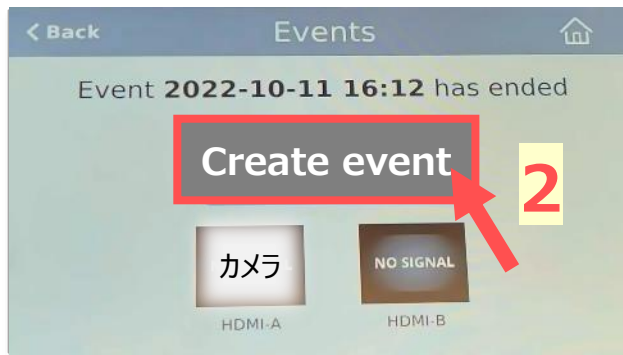 < Back Events
Event 2022-10-11 16:12 has ended
Create event
2
カメラ
NO SIGNAL
HDMI-A
HDMI-B